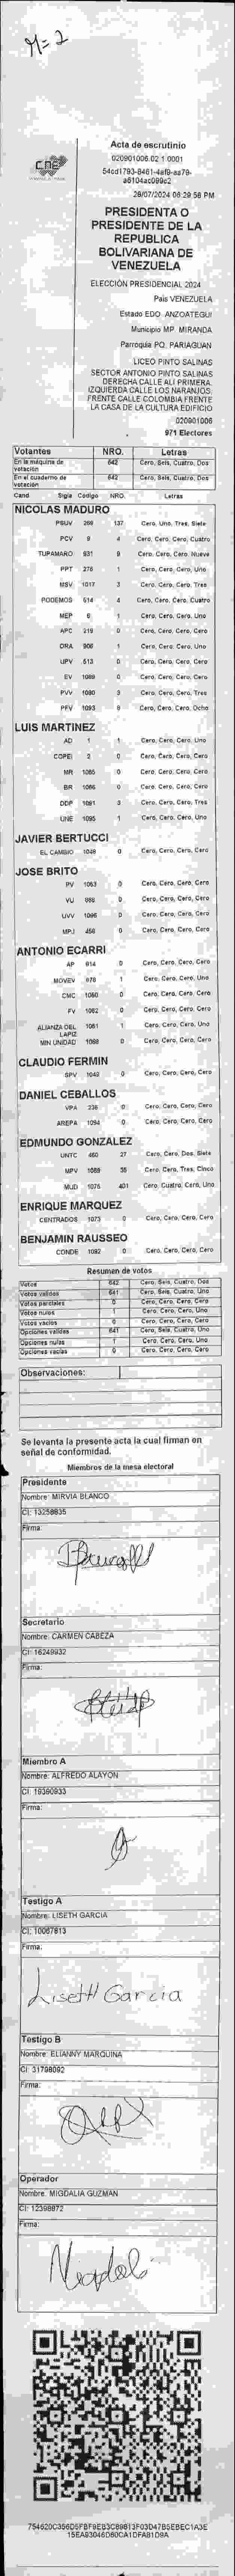 M=2
CNE
Acta de escrutinio
020901006.02.1.0001
28/07/2024 06:29:56 PM
PRESIDENTA O
PRESIDENTE DE LA
REPUBLICA
BOLIVARIANA DE
VENEZUELA
ELECCIÓN PRESIDENCIAL 2024
Pais VENEZUELA
Estado EDO. ANZOATEGUI
Municipio MP. MIRANDA
Parroquia PQ. PARIAGUAN
LICEO PINTO SALINAS
SECTOR ANTONIO PINTO SALINAS
DERECHA CALLE ALI PRIMERA.
IZQUIERDA CALLE LOS NARANJOS.
FRENTE CALLE COLOMBIA FRENTE
LA CASA DE LA CULTURA EDIFICIO
020901006
971 Electores
Votantes NRO. Letras
En la máquina de votación 642 Cero, Seis, Cuatro, Dos
En el cuaderno de votación 642 Cero, Seis, Cuatro, Dos
Cand Sigla Código NRO. Letras
NICOLAS MADURO
PSUV 269 137 Cero, Uno, Tres, Siete
PCV 9 4 Cero, Cero, Cero, Cuatro
TUPAMARO 931 9 Cero, Cero, Cero, Nueve
PPT 278 1 Cero, Cero, Cero, Uno
MSV 1017 3 Cero, Cero, Cero, Tres
PODEMOS 514 4 Cero, Cero, Cero, Cuatro
MEP 6 1 Cero, Cero, Cero, Uno
APC 219 0 Cero, Cero, Cero, Cero
ORA 906 1 Cero, Cero, Cero, Uno
UPV 613 0 Cero, Cero, Cero, Cero
EV 1089 0 Cero, Cero, Cero, Cero
PVV 1090 3 Cero, Cero, Cero, Tres
PFV 1093 8 Cero, Cero, Cero, Ocho
LUIS MARTINEZ
AD 1 1 Cero, Cero, Cero, Uno
COPEI 2 0 Cero, Cero, Cero, Cero
MR 1085 0 Cero, Cero, Cero, Cero
BR 1086 0 Cero, Cero, Cero, Cero
DDP 1091 3 Cero, Cero, Cero, Tres
UNE 1095 1 Cero, Cero, Cero, Uno
JAVIER BERTUCCI
EL CAMBIO 1048 0 Cero, Cero, Cero, Cero
JOSE BRITO
PV 1063 0 Cero, Cero, Cero, Cero
VU 988 0 Cero, Cero, Cero, Cero
UVV 1096 0 Cero, Cero, Cero, Cero
MPJ 456 0 Cero, Cero, Cero, Cero
ANTONIO ECARRI
AP 914 0 Cero, Cero, Cero, Cero
MOVEV 978 1 Cero, Cero, Cero, Uno
CMC 1060 0 Cero, Cero, Cero, Cero
FV 1082 0 Cero, Cero, Cero, Cero
ALIANZA DEL LAPIZ 1061 1 Cero, Cero, Cero, Uno
MIN UNIDAD 1088 0 Cero, Cero, Cero, Cero
CLAUDIO FERMIN
SPV 1049 0 Cero, Cero, Cero, Cero
DANIEL CEBALLOS
VPA 238 0 Cero, Cero, Cero, Cero
AREPA 1094 0 Cero, Cero, Cero, Cero
EDMUNDO GONZALEZ
UNTC 460 27 Cero, Cero, Dos, Siete
MPV 1088 35 Cero, Cero, Tres, Cinco
MUD 1075 401 Cero, Cuatro, Cero, Uno
ENRIQUE MARQUEZ
CENTRADOS 1073 0 Cero, Cero, Cero, Cero
BENJAMIN RAUSSEO
CONDE 1092 0 Cero, Cero, Cero, Cero
Resumen de votos
Votos 642 Cero, Seis, Cuatro, Dos
Votos validos 641 Cero, Seis, Cuatro, Uno
Votos parciales 0 Cero, Cero, Cero, Cero
Votos nulos 1 Cero, Cero, Cero, Uno
Votos vacios 0 Cero, Cero, Cero, Cero
Opciones validas 641 Cero, Seis, Cuatro, Uno
Opciones nulas 1 Cero, Cero, Cero, Uno
Opciones vacias 0 Cero, Cero, Cero, Cero
Observaciones:
Se levanta la presente acta la cual firman en
señal de conformidad.
Miembros de la mesa electoral
Presidente
Nombre: MIRVIA BLANCO
CI: 13258835
Firma:
Secretario
Nombre: CARMEN CABEZA
CI: 16249932
Firma:
Miembro A
Nombre: ALFREDO ALAYON
CI: 19390933
Firma:
Testigo A
Nombre: LISETH GARCIA
CI: 10067813
Firma:
Liseth Garcia
Testigo B
Nombre: ELIANNY MARQUINA
CI: 31798092
Firma:
Operador
Nombre: MIGDALIA GUZMAN
CI: 12398872
Firma: